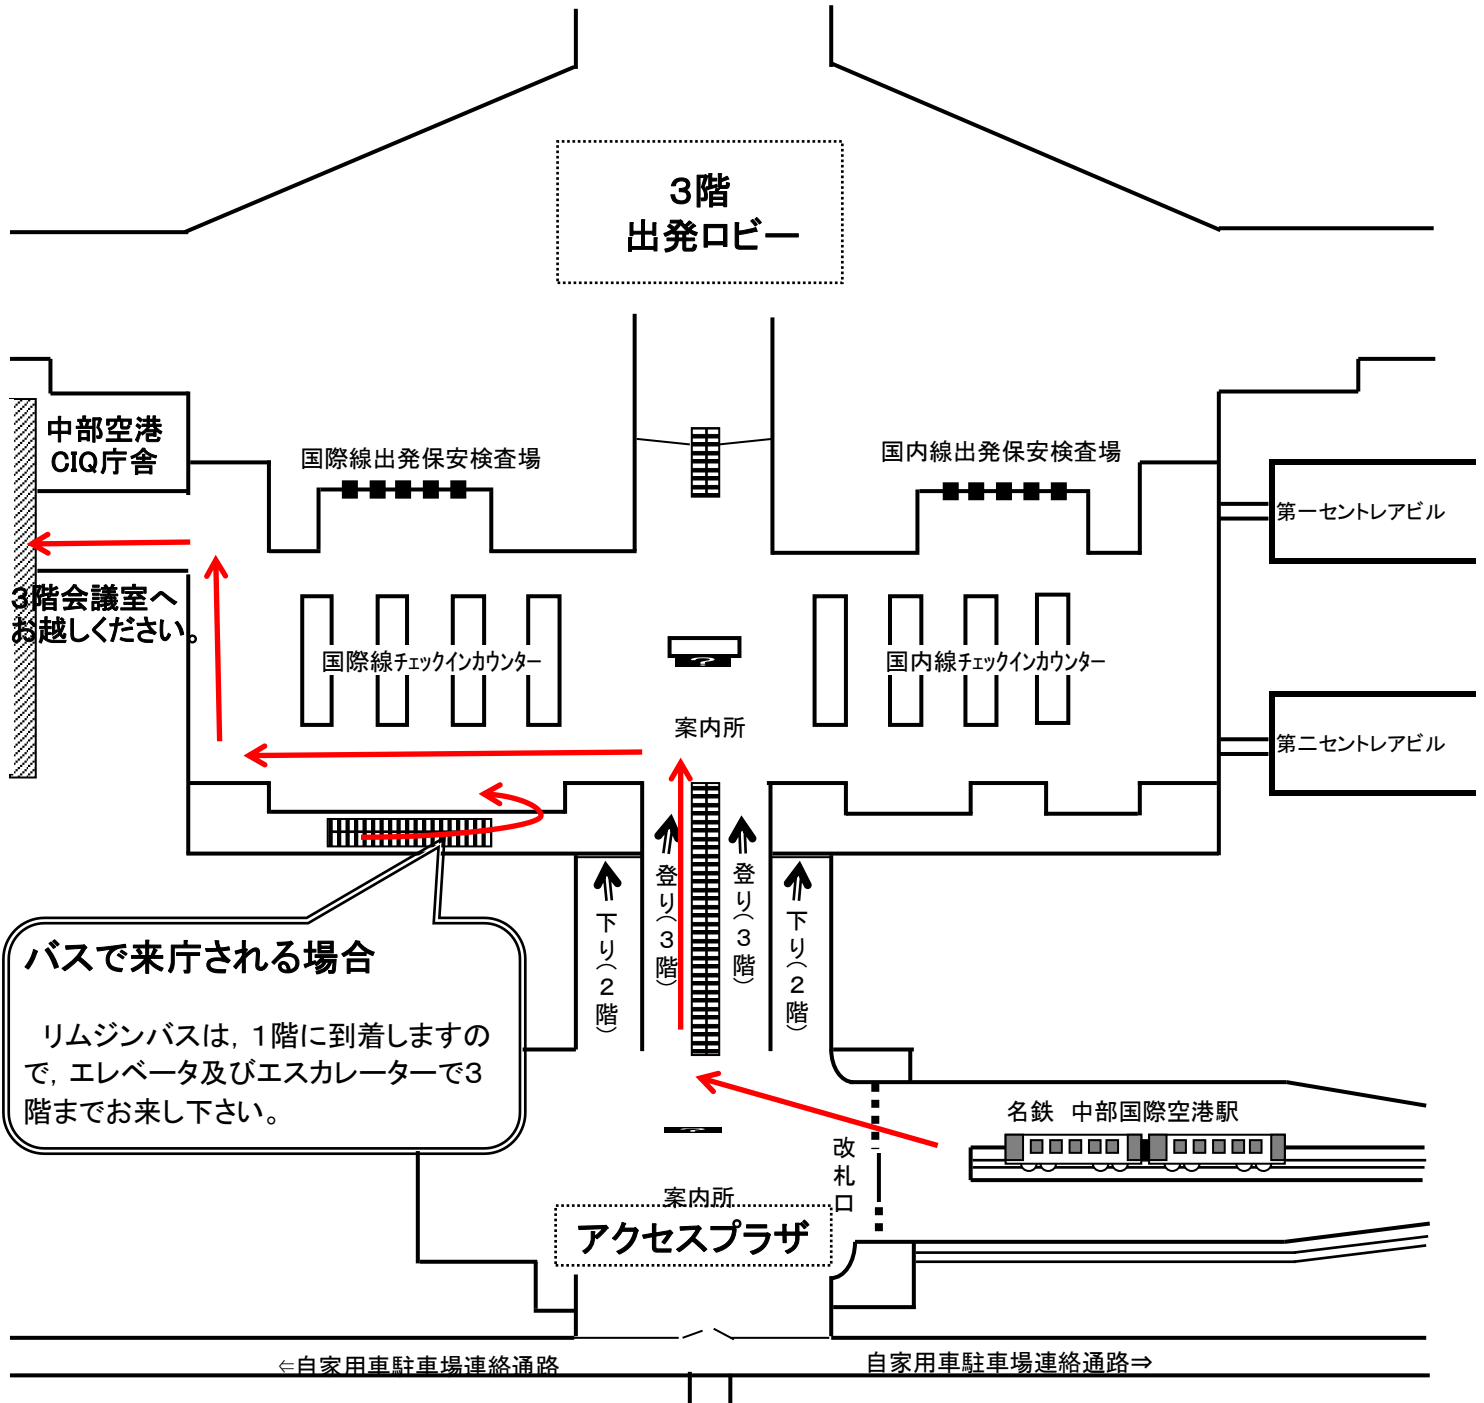 3階
出発ロビー
中部空港
CIQ庁舎
国際線出発保安検査場
国内線出発保安検査場
第一セントレアビル
3階会議室へ
お越しください。
国際線チェックインカウンター
国内線チェックインカウンター
案内所
第二セントレアビル
下り(2階)
登り(3階)
登り(3階)
下り(2階)
バスで来庁される場合
リムジンバスは,1階に到着しますの
で,エレベータ及びエスカレーターで3
階までお来し下さい。
名鉄 中部国際空港駅
改札口
案内所
アクセスプラザ
⇐自家用車駐車場連絡通路
自家用車駐車場連絡通路⇒